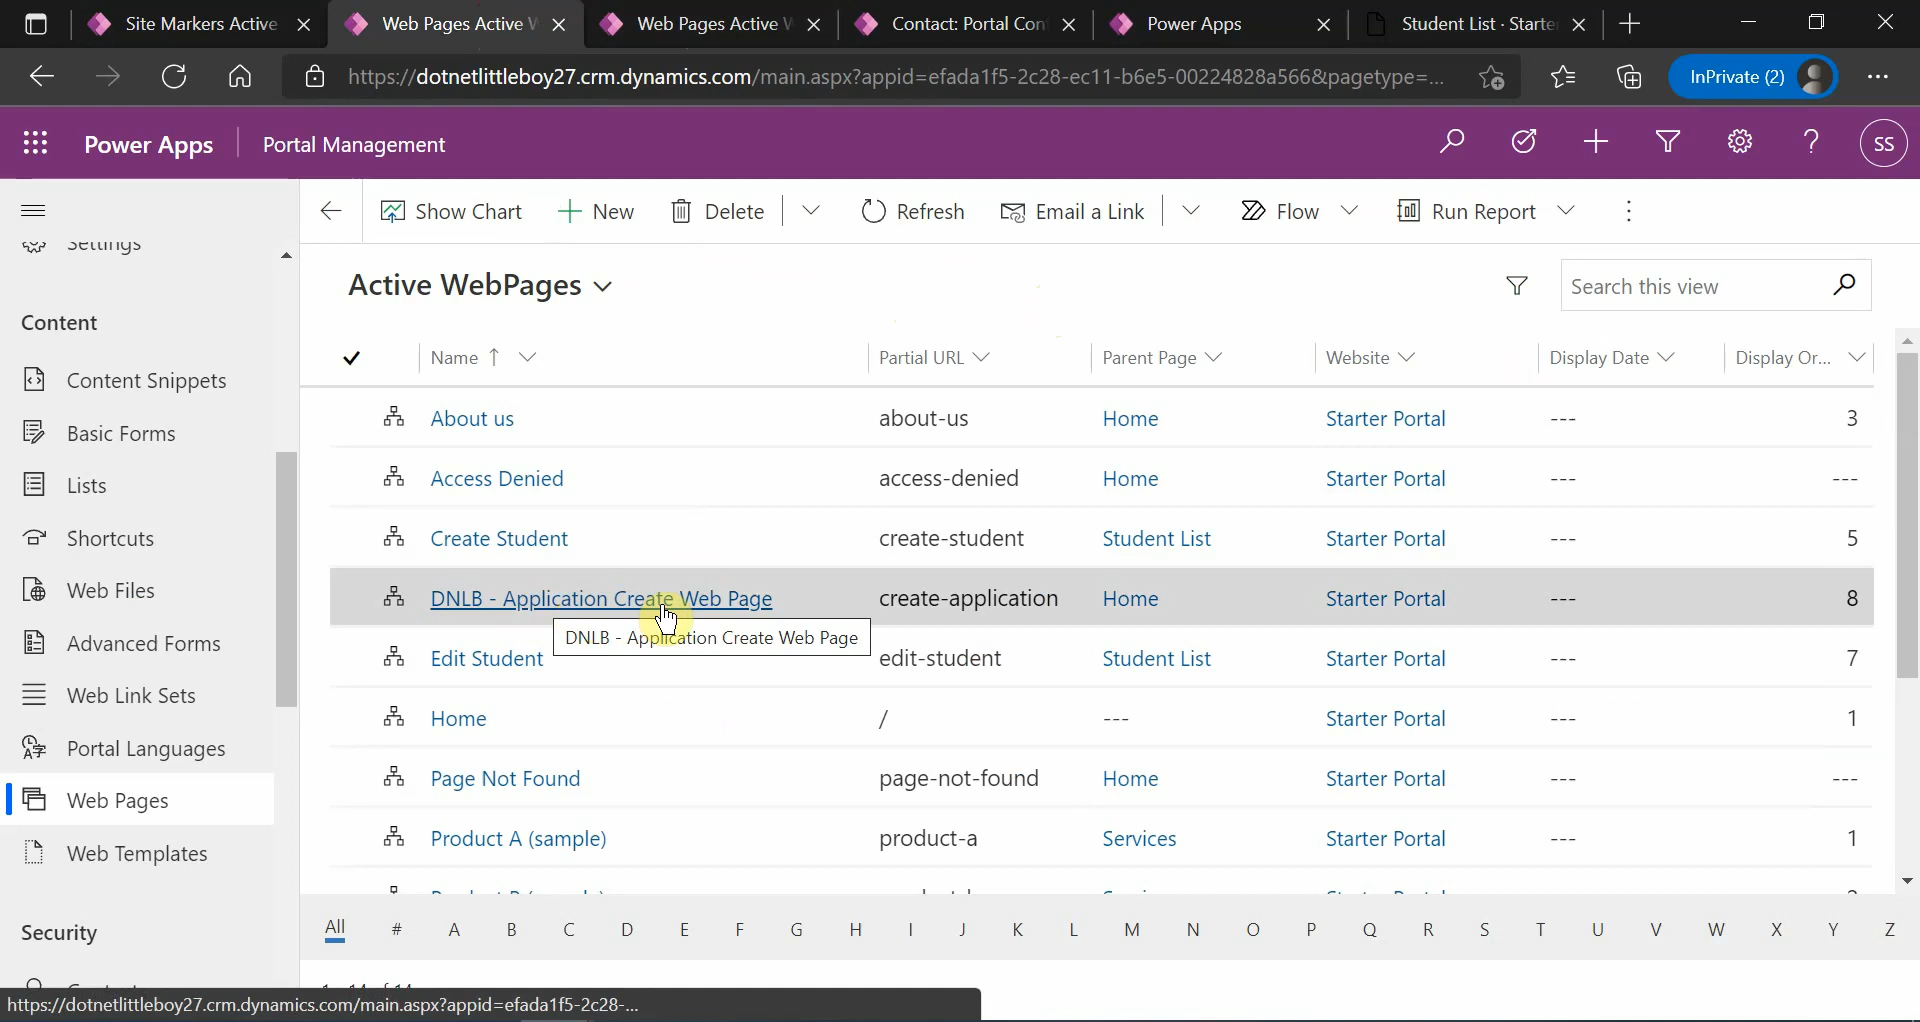 Site Markers Active
Web Pages Active
Web Pages Active
Contact: Portal Con
Power Apps
Student List · Starte
https://dotnetlittleboy27.crm.dynamics.com/main.aspx?appid=efada1f5-2c28-ec11-b6e5-00224828a566&pagetype=...
InPrivate (2)
Power Apps
Portal Management
SS
Show Chart
New
Delete
Refresh
Email a Link
Flow
Run Report
Settings
Content
Content Snippets
Basic Forms
Lists
Shortcuts
Web Files
Advanced Forms
Web Link Sets
Portal Languages
Web Pages
Web Templates
Security
Active WebPages
Search this view
Name Partial URL Parent Page Website Display Date Display Or...
About us about-us Home Starter Portal --- 3
Access Denied access-denied Home Starter Portal --- ---
Create Student create-student Student List Starter Portal --- 5
DNLB - Application Create Web Page create-application Home Starter Portal --- 8
DNLB - Application Create Web Page
Edit Student edit-student Student List Starter Portal --- 7
Home / --- Starter Portal --- 1
Page Not Found page-not-found Home Starter Portal --- ---
Product A (sample) product-a Services Starter Portal --- 1
All # A B C D E F G H I J K L M N O P Q R S T U V W X Y Z
https://dotnetlittleboy27.crm.dynamics.com/main.aspx?appid=efada1f5-2c28-...